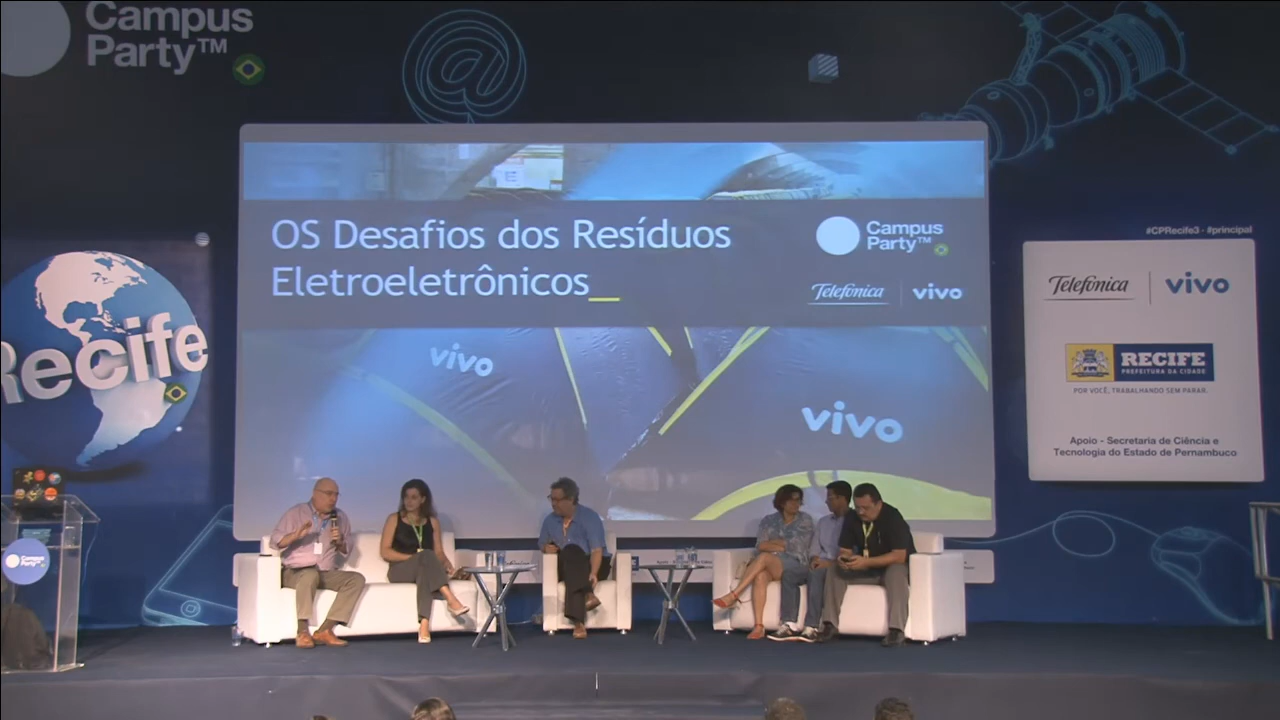 Campus
Party™
OS Desafios dos Resíduos
Eletroeletrônicos_
Campus
Party™
Telefónica
vivo
vivo
vivo
#CPRecife3 - #principal
Telefónica
vivo
RECIFE
PREFEITURA DA CIDADE
POR VOCÊ, TRABALHANDO SEM PARAR.
Apoio - Secretaria de Ciência e
Tecnologia do Estado de Pernambuco
Recife
Campus
Party